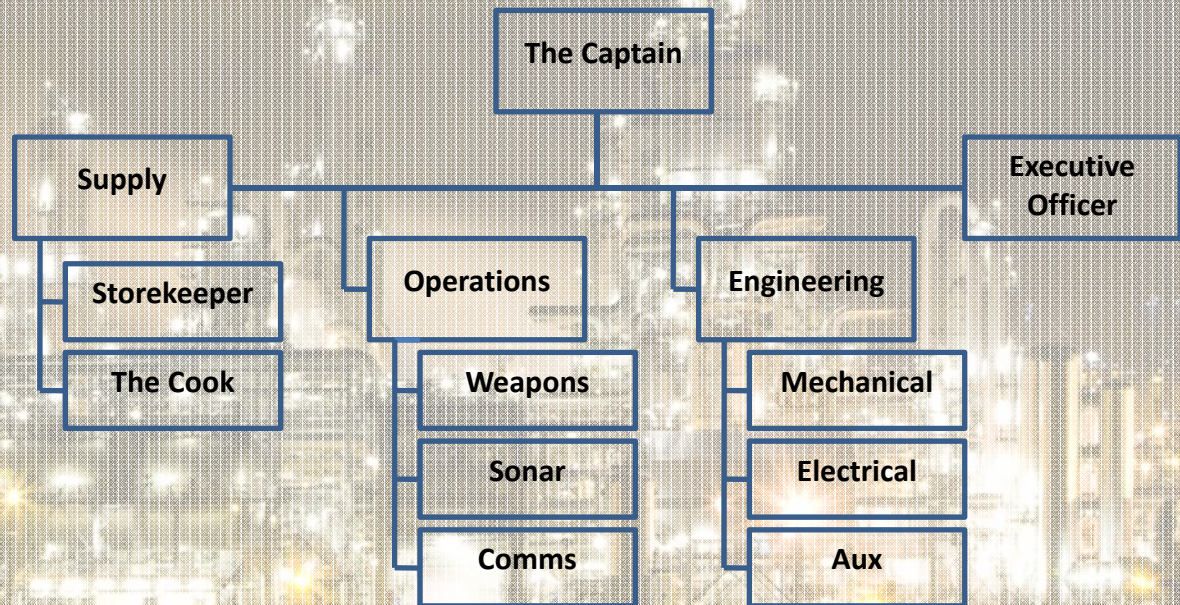 The Captain
Supply
Executive
Officer
Operations
Engineering
Storekeeper
The Cook
Weapons
Sonar
Comms
Mechanical
Electrical
Aux